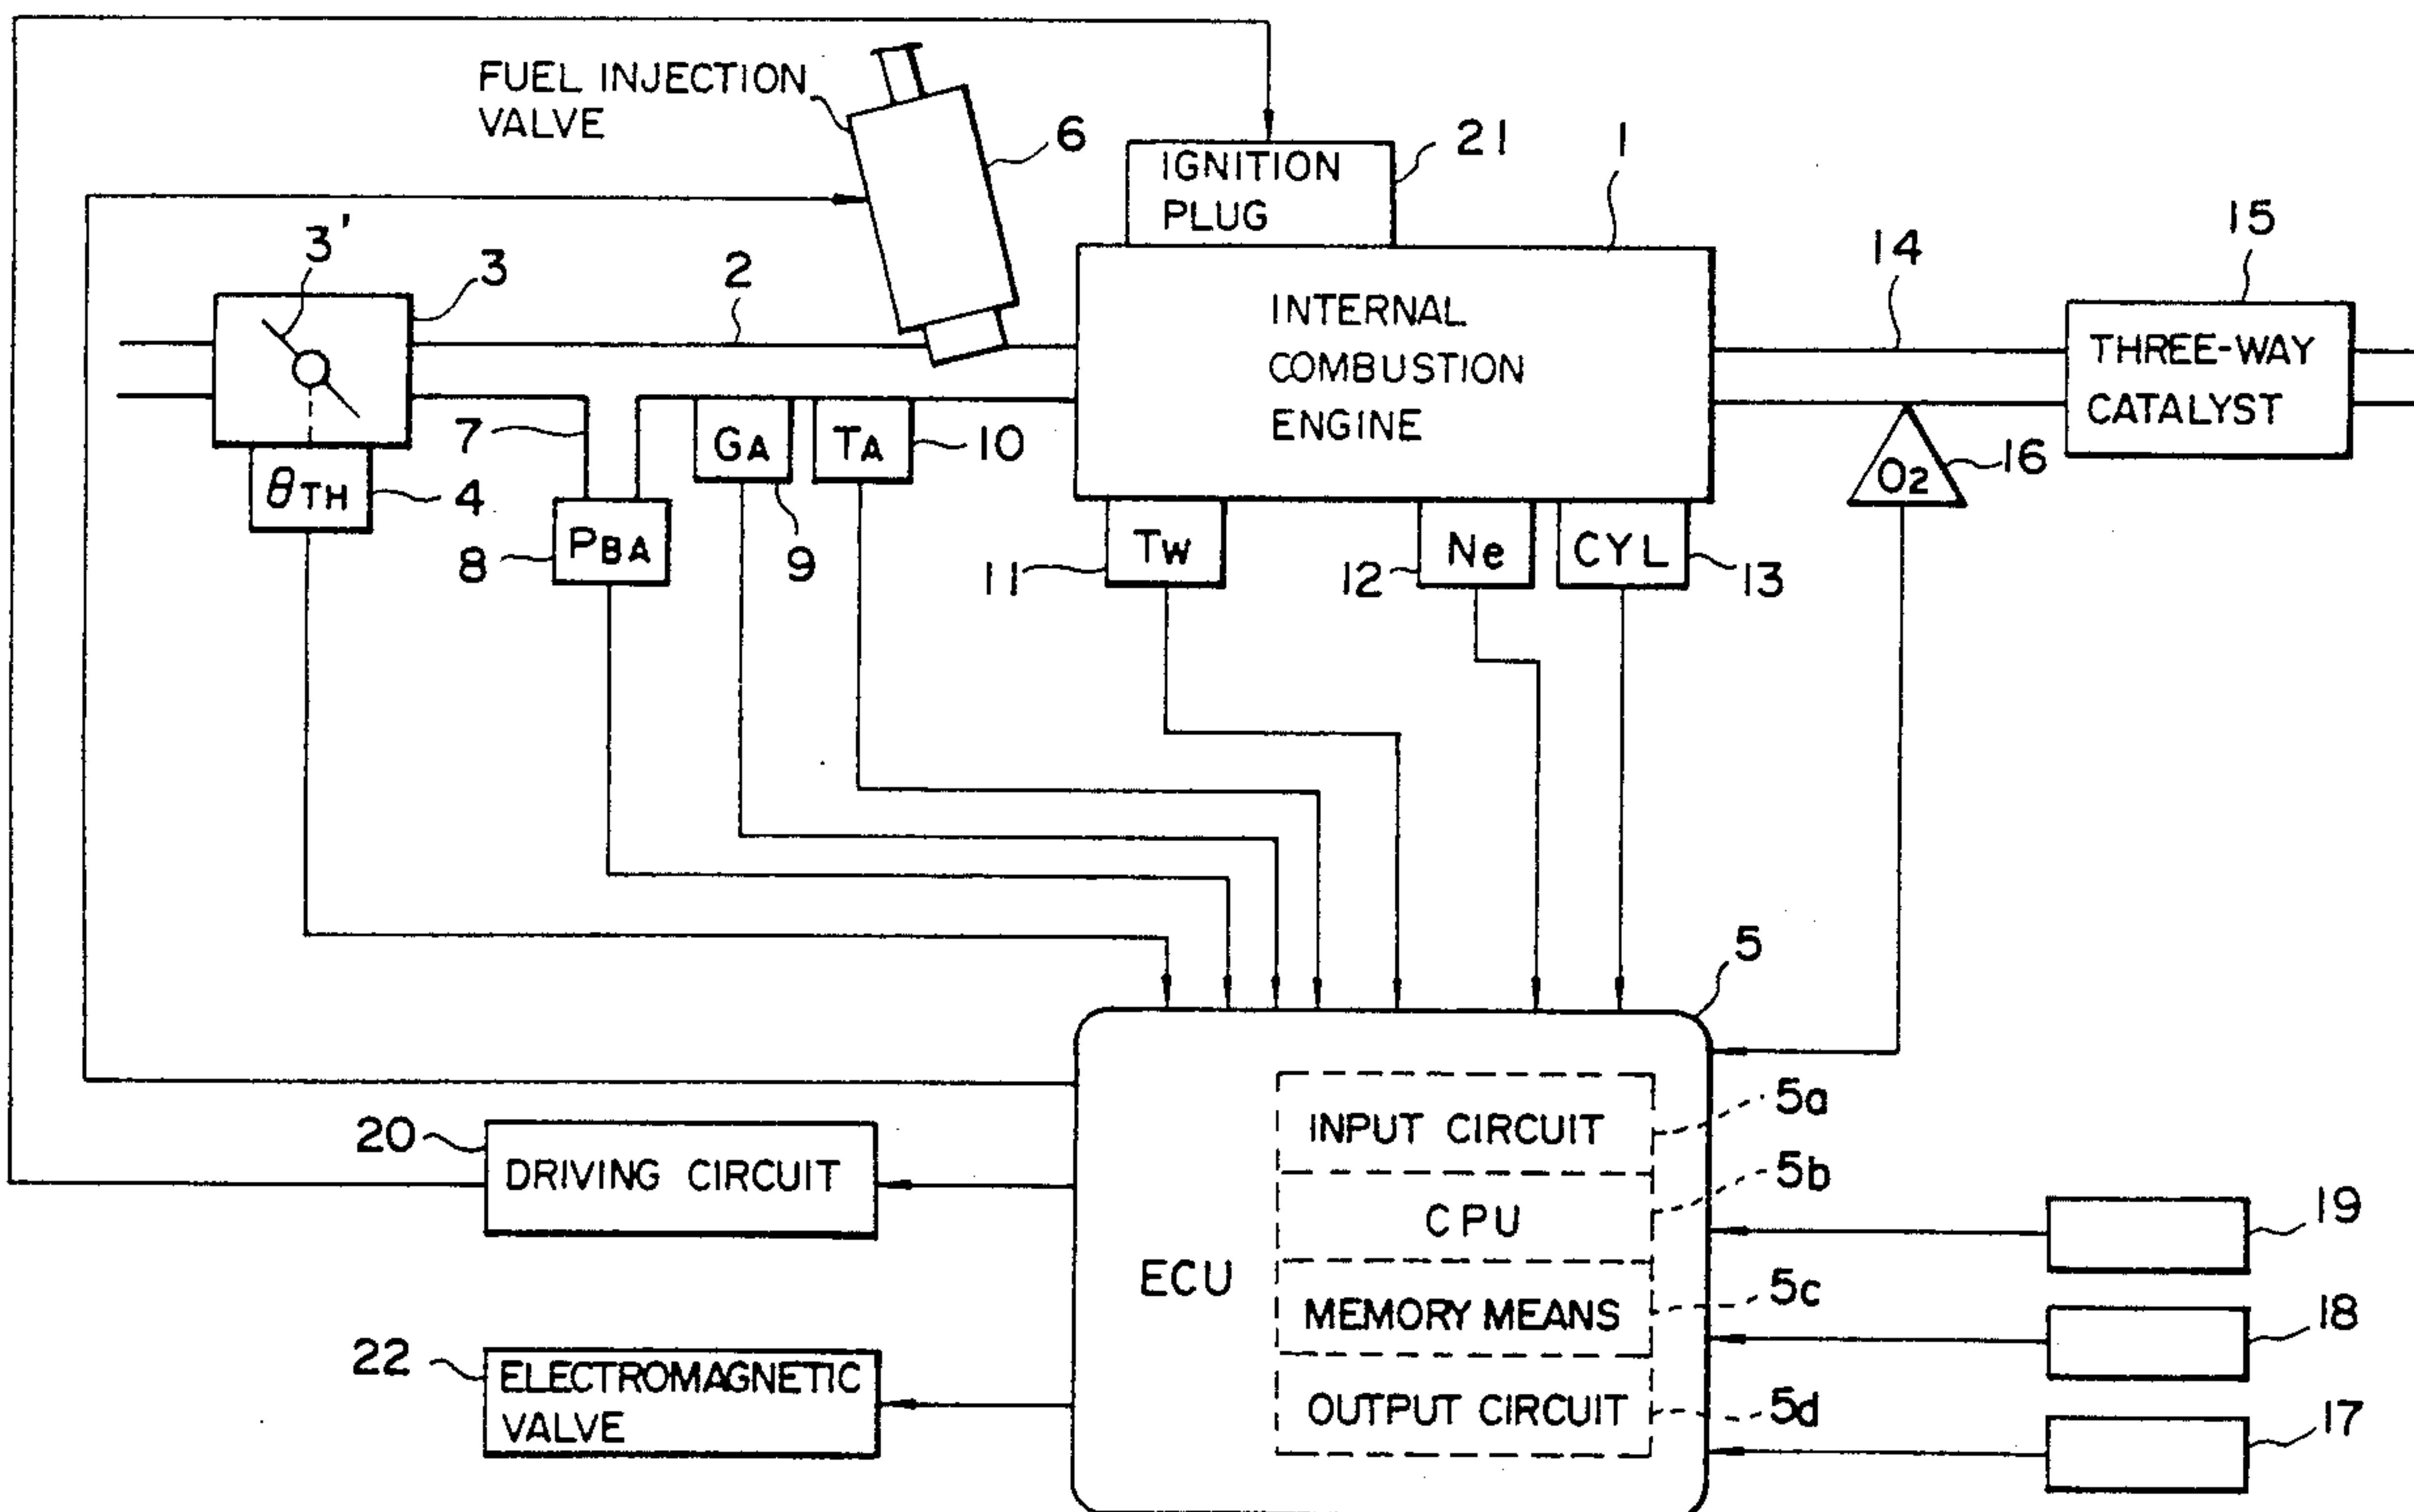 FUEL INJECTION
VALVE
6
IGNITION
PLUG
21
1
3'
3
2
14
15
INTERNAL
COMBUSTION
ENGINE
THREE-WAY
CATALYST
7
GA
TA
10
O2
16
θTH
4
8
PBA
9
11
TW
12
Ne
CYL
13
5
20
DRIVING CIRCUIT
INPUT CIRCUIT
5a
CPU
5b
ECU
MEMORY MEANS
5c
OUTPUT CIRCUIT
5d
19
18
17
22
ELECTROMAGNETIC
VALVE